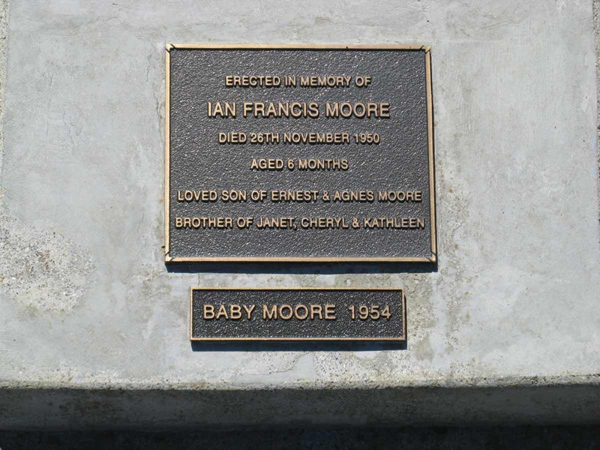 ERECTED IN MEMORY OF
IAN FRANCIS MOORE
DIED 26TH NOVEMBER 1950
AGED 6 MONTHS
LOVED SON OF ERNEST & AGNES MOORE
BROTHER OF JANET, CHERYL & KATHLEEN
BABY MOORE 1954